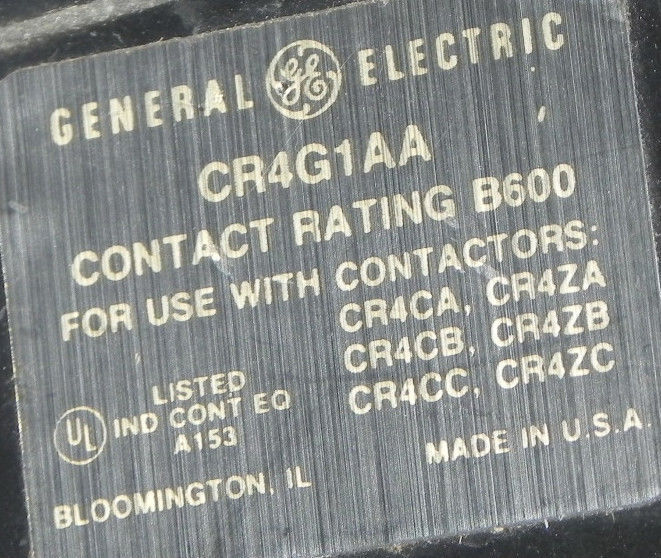 GENERAL GE ELECTRIC
CR4G1AA
CONTACT RATING B600
FOR USE WITH CONTACTORS:
CR4CA, CR4ZA
CR4CB, CR4ZB
CR4CC, CR4ZC
UL LISTED
IND CONT EQ
A153
BLOOMINGTON, IL
MADE IN U.S.A.